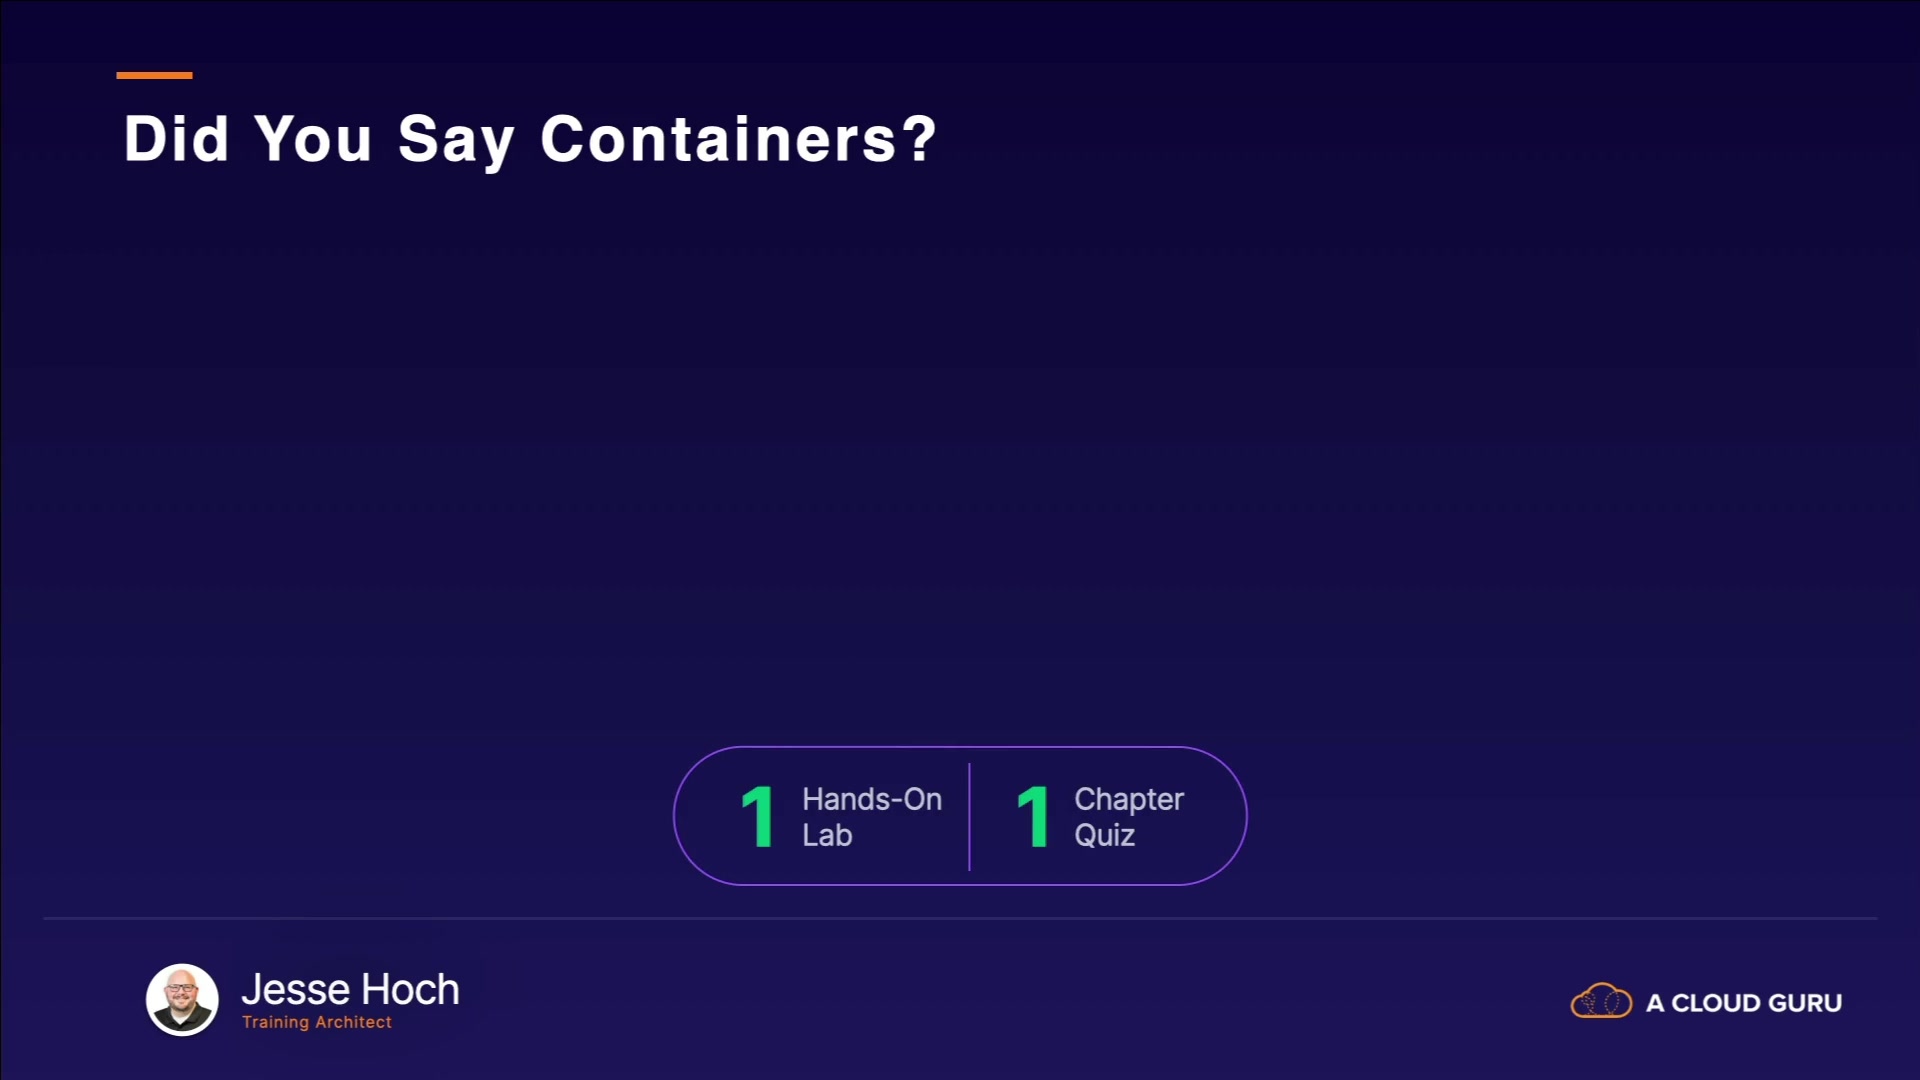 Did You Say Containers?
1 Hands-On
Lab
1 Chapter
Quiz
Jesse Hoch
Training Architect
A CLOUD GURU